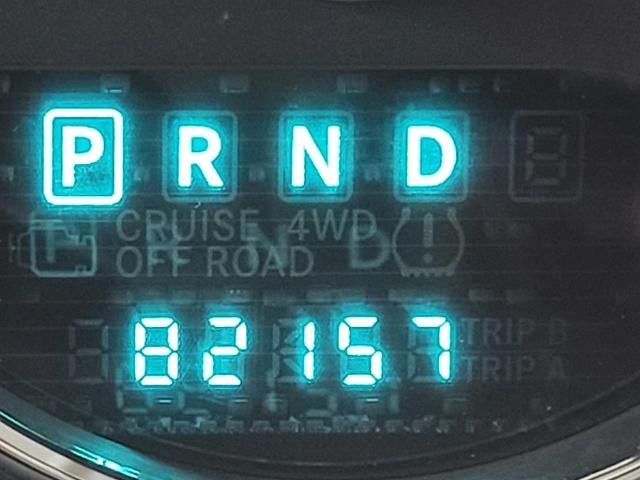 P R N D
CRUISE 4WD
OFF ROAD
82157 TRIP B
TRIP A